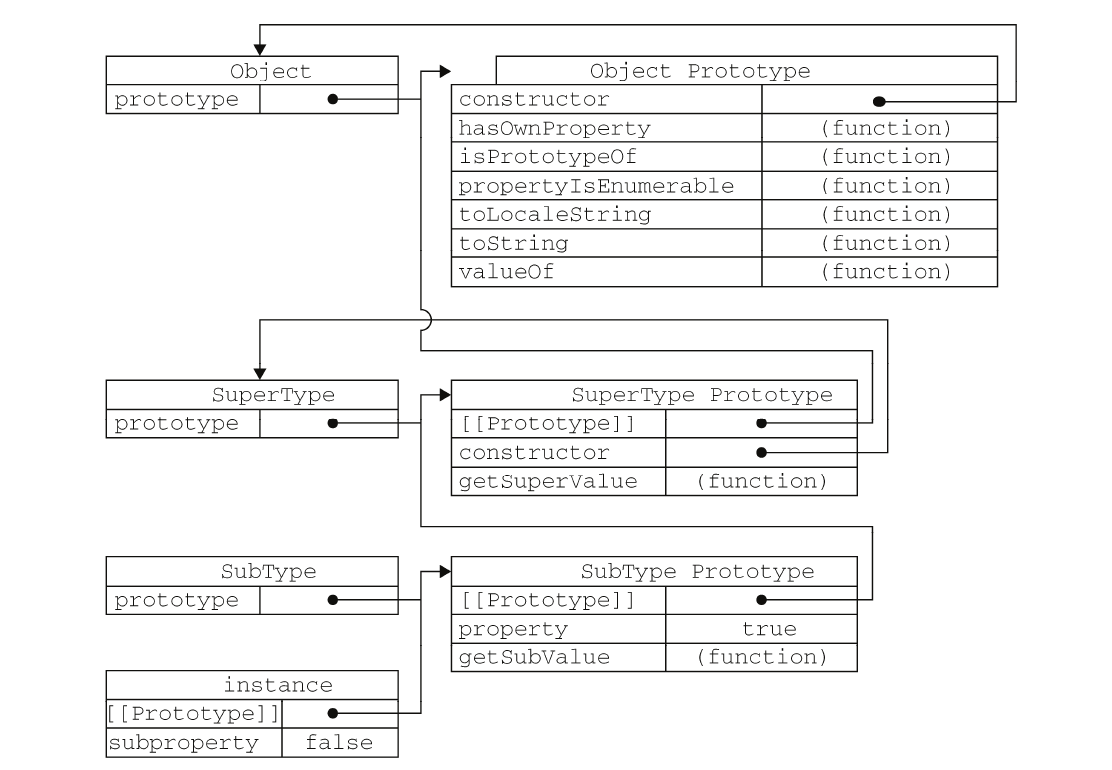 Object
prototype
Object Prototype
constructor
hasOwnProperty (function)
isPrototypeOf (function)
propertyIsEnumerable (function)
toLocaleString (function)
toString (function)
valueOf (function)
SuperType
prototype
SuperType Prototype
[[Prototype]]
constructor
getSuperValue (function)
SubType
prototype
SubType Prototype
[[Prototype]]
property true
getSubValue (function)
instance
[[Prototype]]
subproperty false